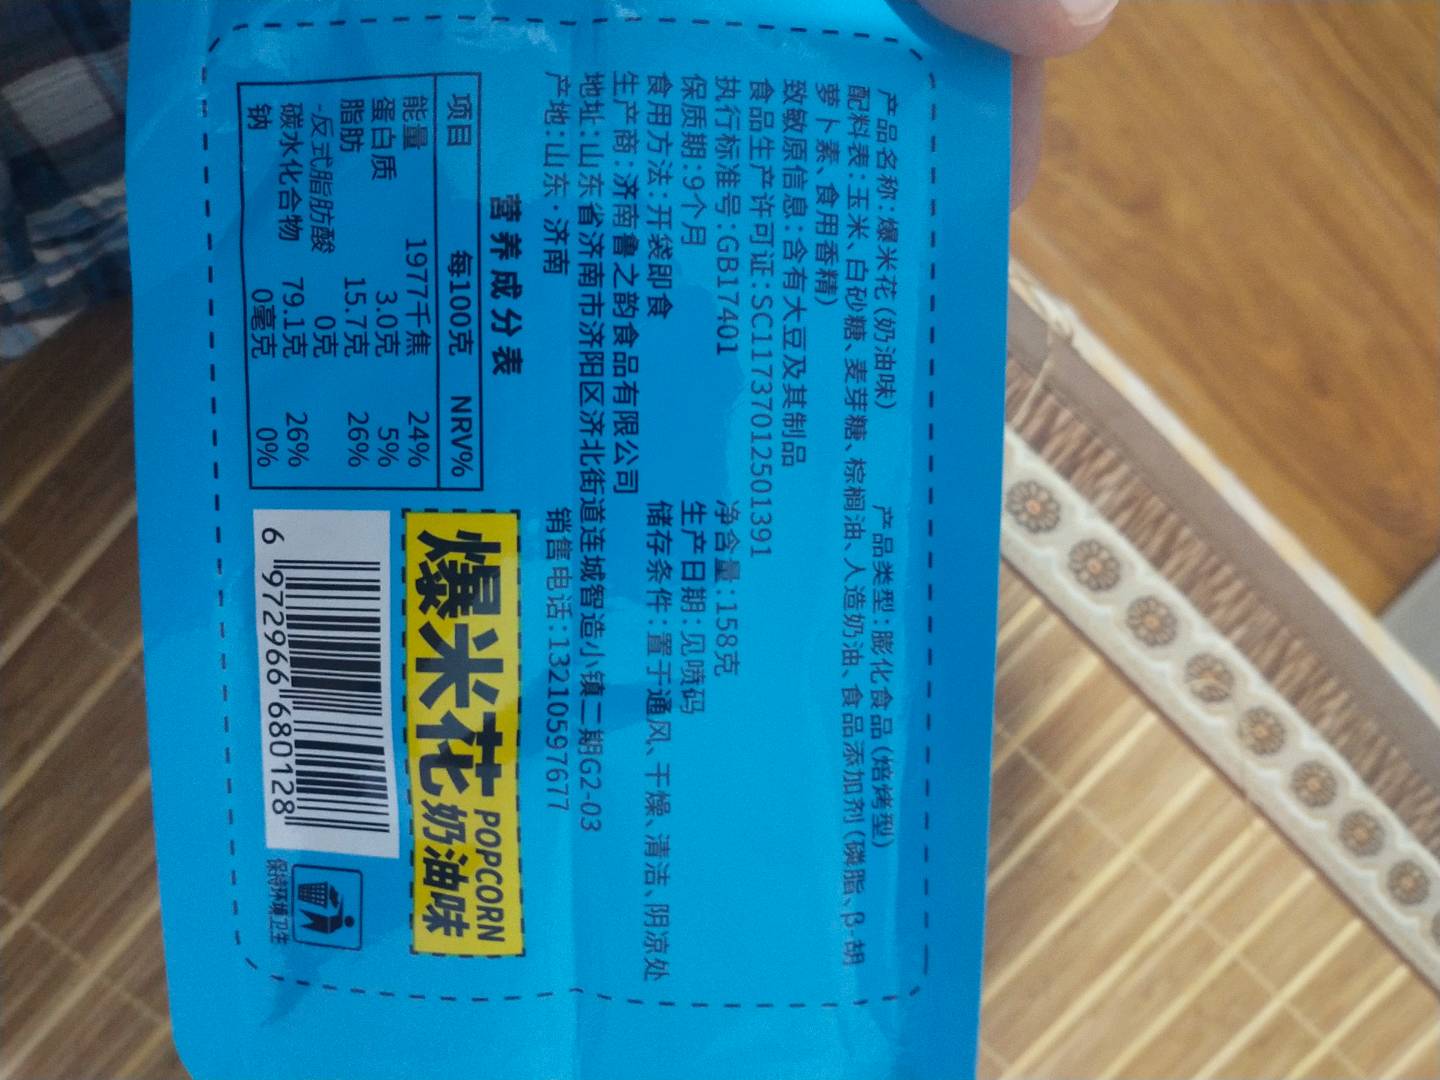 产品名称:爆米花(奶油味) 产品类型:膨化食品(焙烤型)
配料表:玉米、白砂糖、麦芽糖、棕榈油、人造奶油、食品添加剂(磷脂、β-胡
萝卜素、食用香精)
致敏原信息:含有大豆及其制品
食品生产许可证:SC11737012501391
执行标准号:GB17401 净含量:158克
保质期:9个月 生产日期:见喷码
食用方法:开袋即食 储存条件:置于通风、干燥、清洁、阴凉处
生产商:济南鲁之韵食品有限公司
地址:山东省济南市济阳区济北街道连城智造小镇二期G2-03
产地:山东·济南 销售电话:13210597677
营养成分表
项目 每100克 NRV%
能量 1977千焦 24%
蛋白质 3.0克 5%
脂肪 15.7克 26%
-反式脂肪酸 0克
碳水化合物 79.1克 26%
钠 0毫克 0%
爆米花 POPCORN
奶油味
6 972966 680128
保持环境卫生